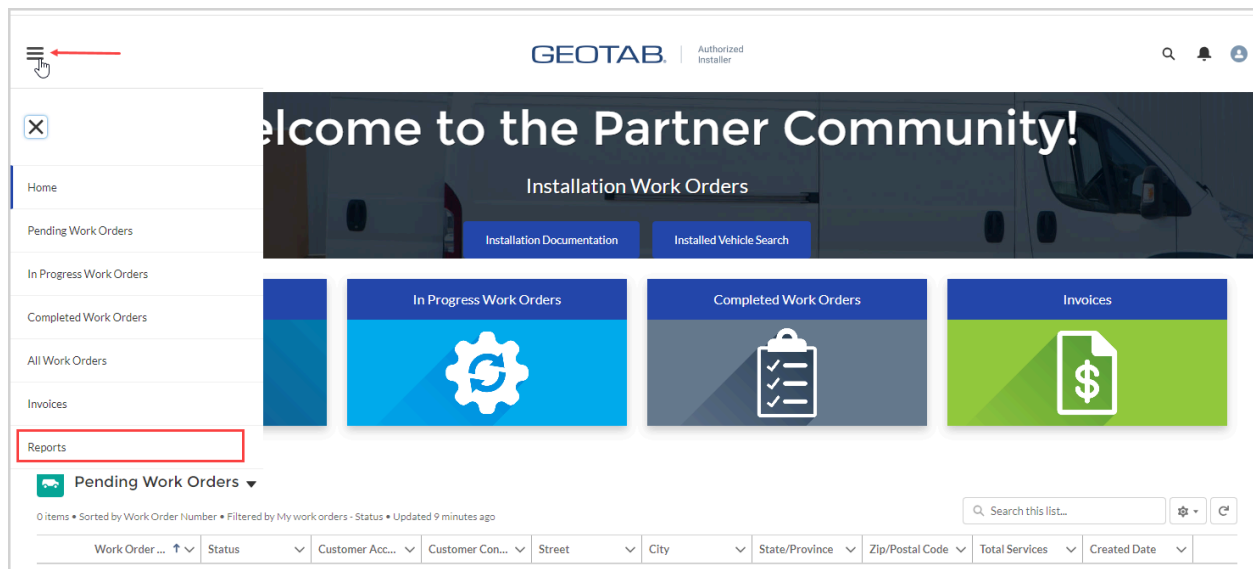 GEOTAB.
Authorized
Installer
elcome to the Partner Community!
Installation Work Orders
Installation Documentation
Installed Vehicle Search
Home
Pending Work Orders
In Progress Work Orders
Completed Work Orders
All Work Orders
Invoices
Reports
In Progress Work Orders
Completed Work Orders
Invoices
$
Pending Work Orders
0 items • Sorted by Work Order Number • Filtered by My work orders - Status • Updated 9 minutes ago
Search this list...
Work Order ... Status Customer Acc... Customer Con... Street City State/Province Zip/Postal Code Total Services Created Date